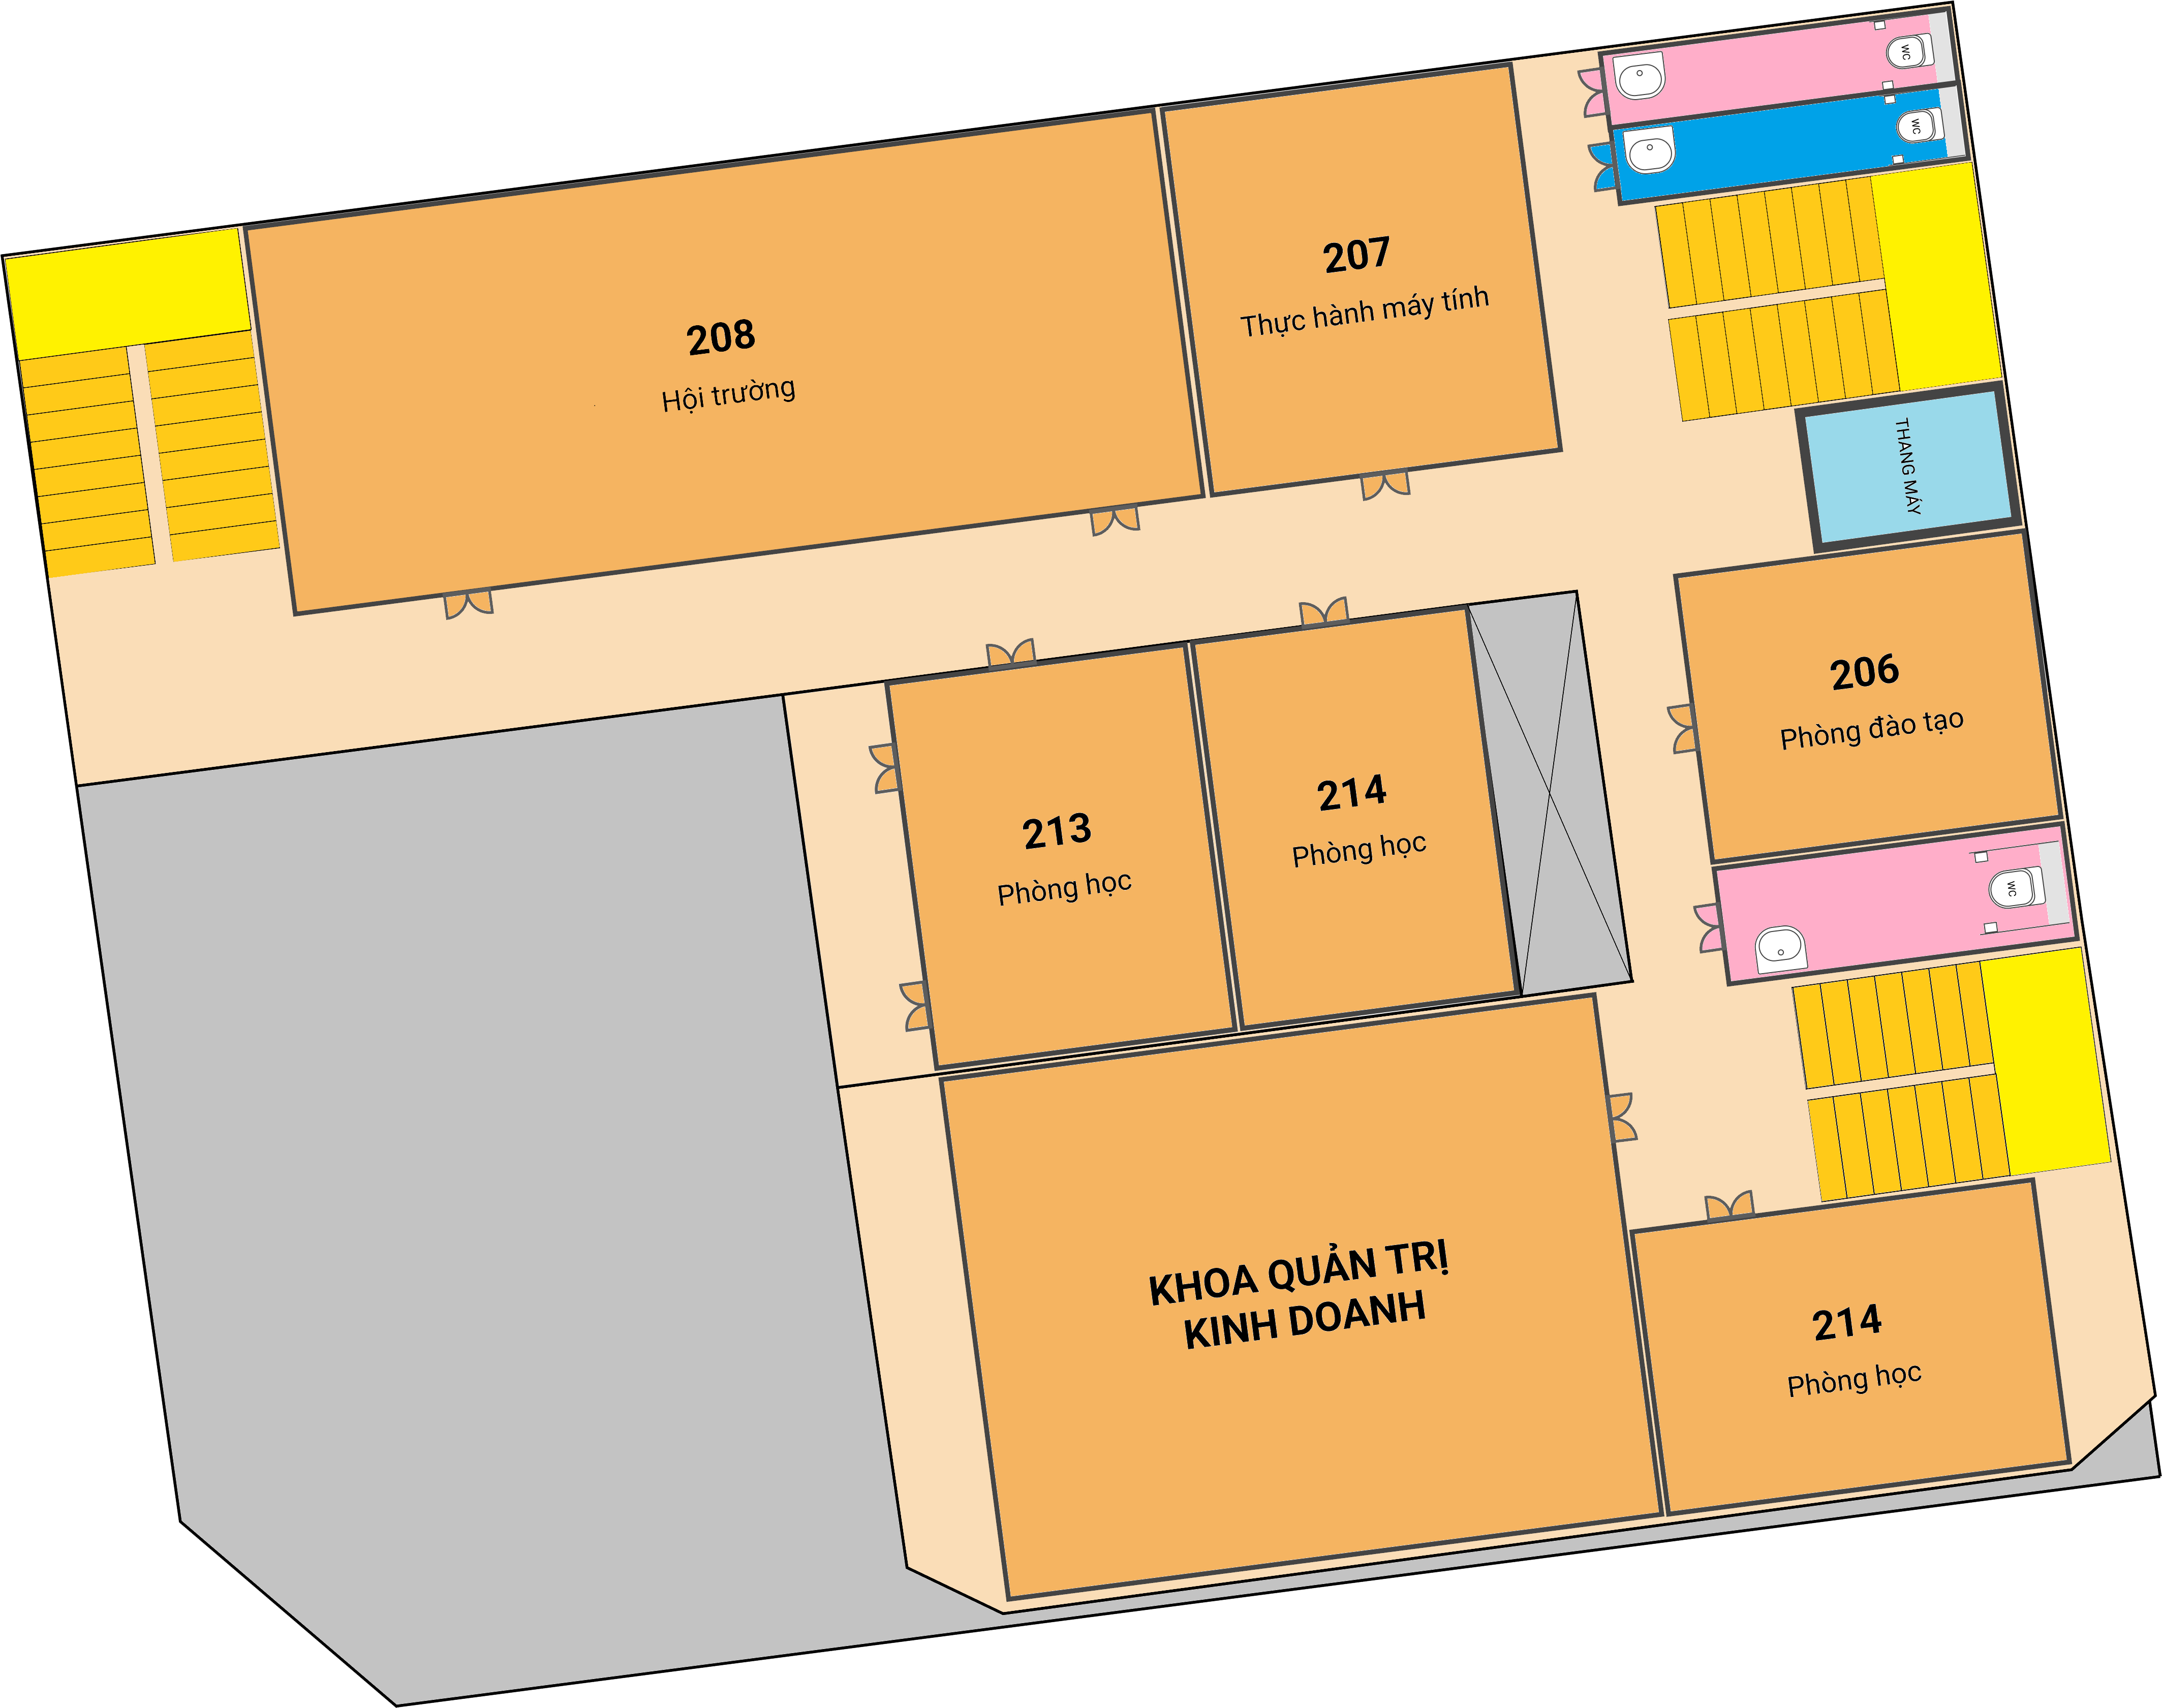 WC
WC
207
Thực hành máy tính
208
Hội trường
THANG MÁY
206
Phòng đào tạo
214
Phòng học
213
Phòng học
WC
KHOA QUẢN TRỊ
KINH DOANH
214
Phòng học